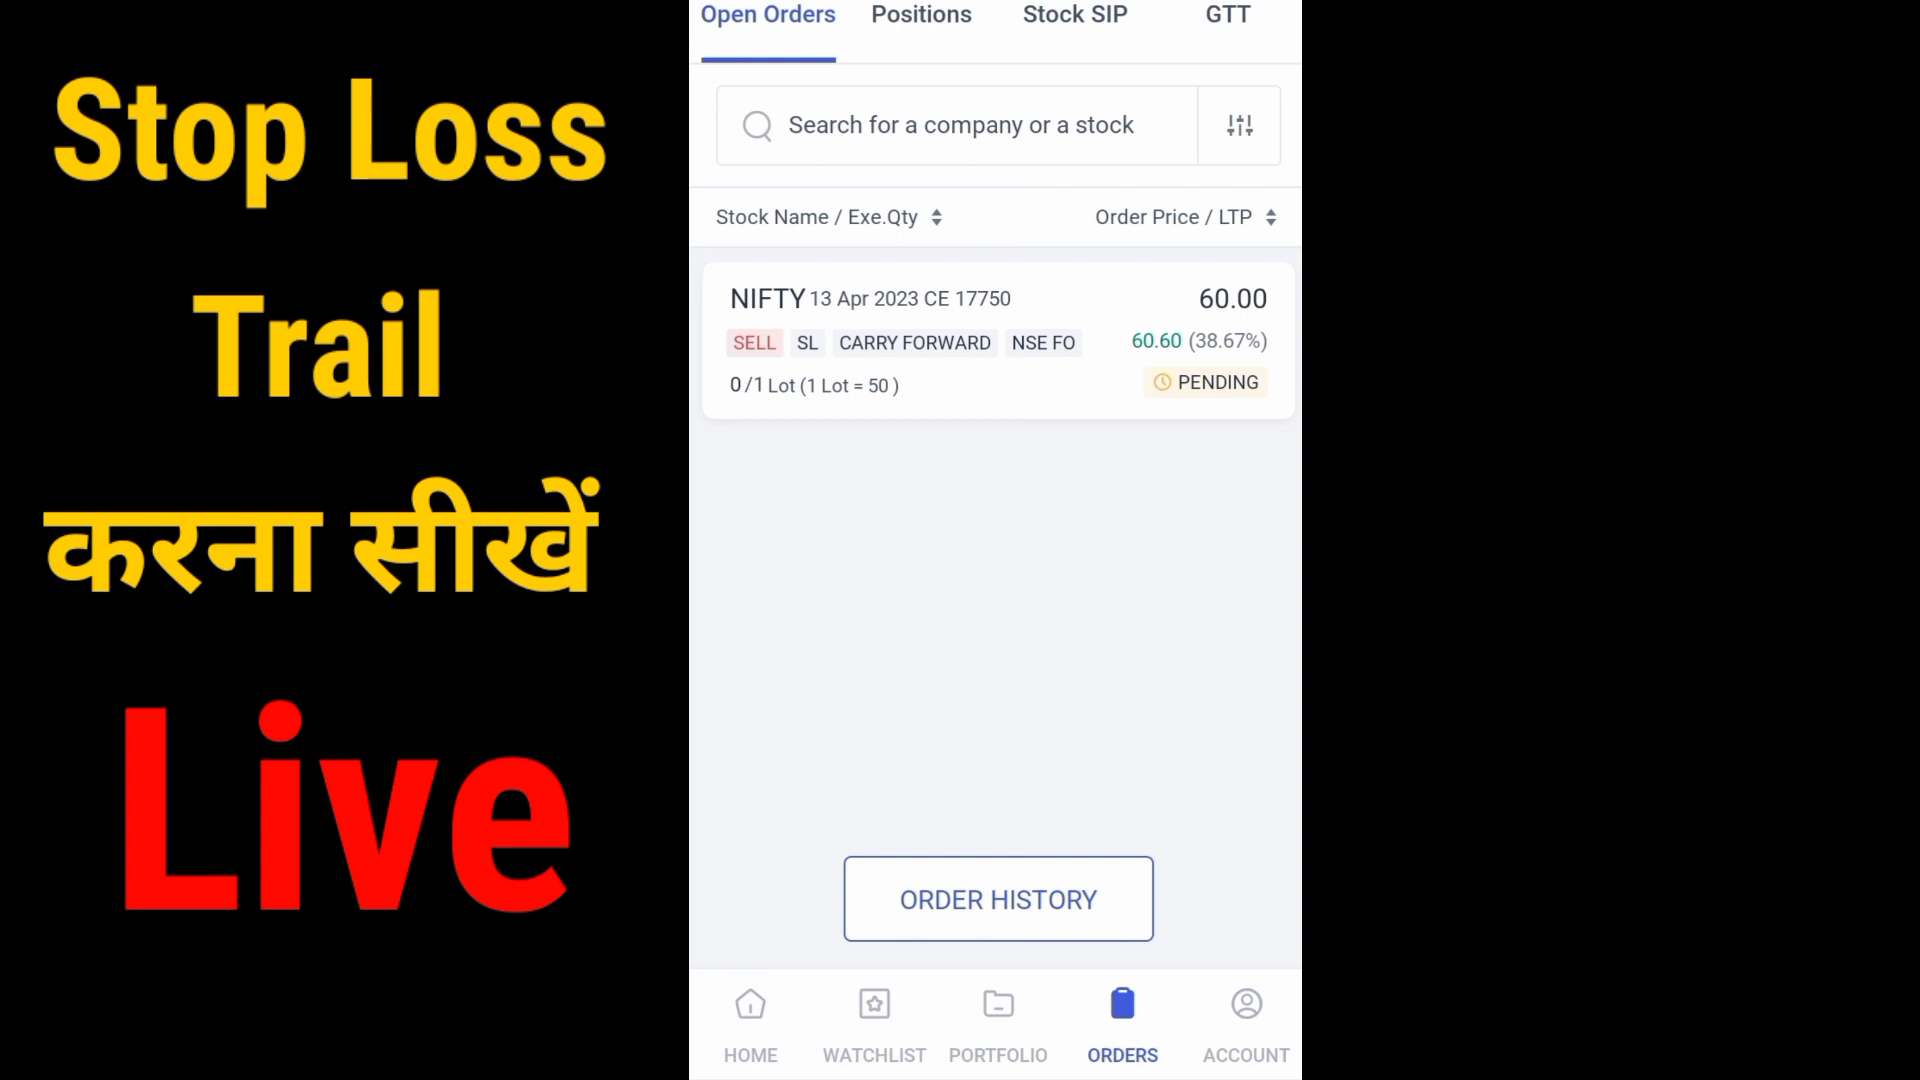 Stop Loss
Trail
करना सीखें
Live
Open Orders Positions Stock SIP GTT
Search for a company or a stock
Stock Name / Exe.Qty Order Price / LTP
NIFTY 13 Apr 2023 CE 17750 60.00
SELL SL CARRY FORWARD NSE FO 60.60 (38.67%)
0/1 Lot (1 Lot = 50 ) PENDING
ORDER HISTORY
HOME WATCHLIST PORTFOLIO ORDERS ACCOUNT